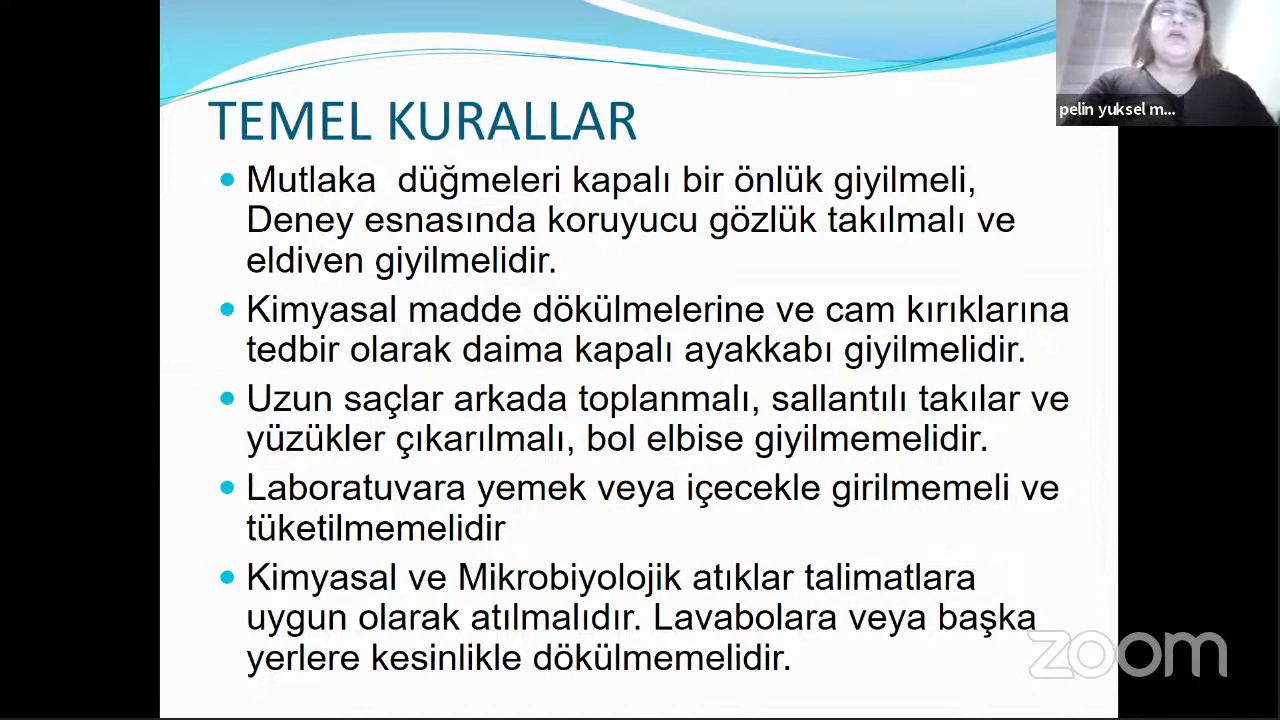 TEMEL KURALLAR
pelin yuksel m...
Mutlaka düğmeleri kapalı bir önlük giyilmeli,
Deney esnasında koruyucu gözlük takılmalı ve
eldiven giyilmelidir.
Kimyasal madde dökülmelerine ve cam kırıklarına
tedbir olarak daima kapalı ayakkabı giyilmelidir.
Uzun saçlar arkada toplanmalı, sallantılı takılar ve
yüzükler çıkarılmalı, bol elbise giyilmemelidir.
Laboratuvara yemek veya içecekle girilmemeli ve
tüketilmemelidir
Kimyasal ve Mikrobiyolojik atıklar talimatlara
uygun olarak atılmalıdır. Lavabolara veya başka
yerlere kesinlikle dökülmemelidir.
zoom